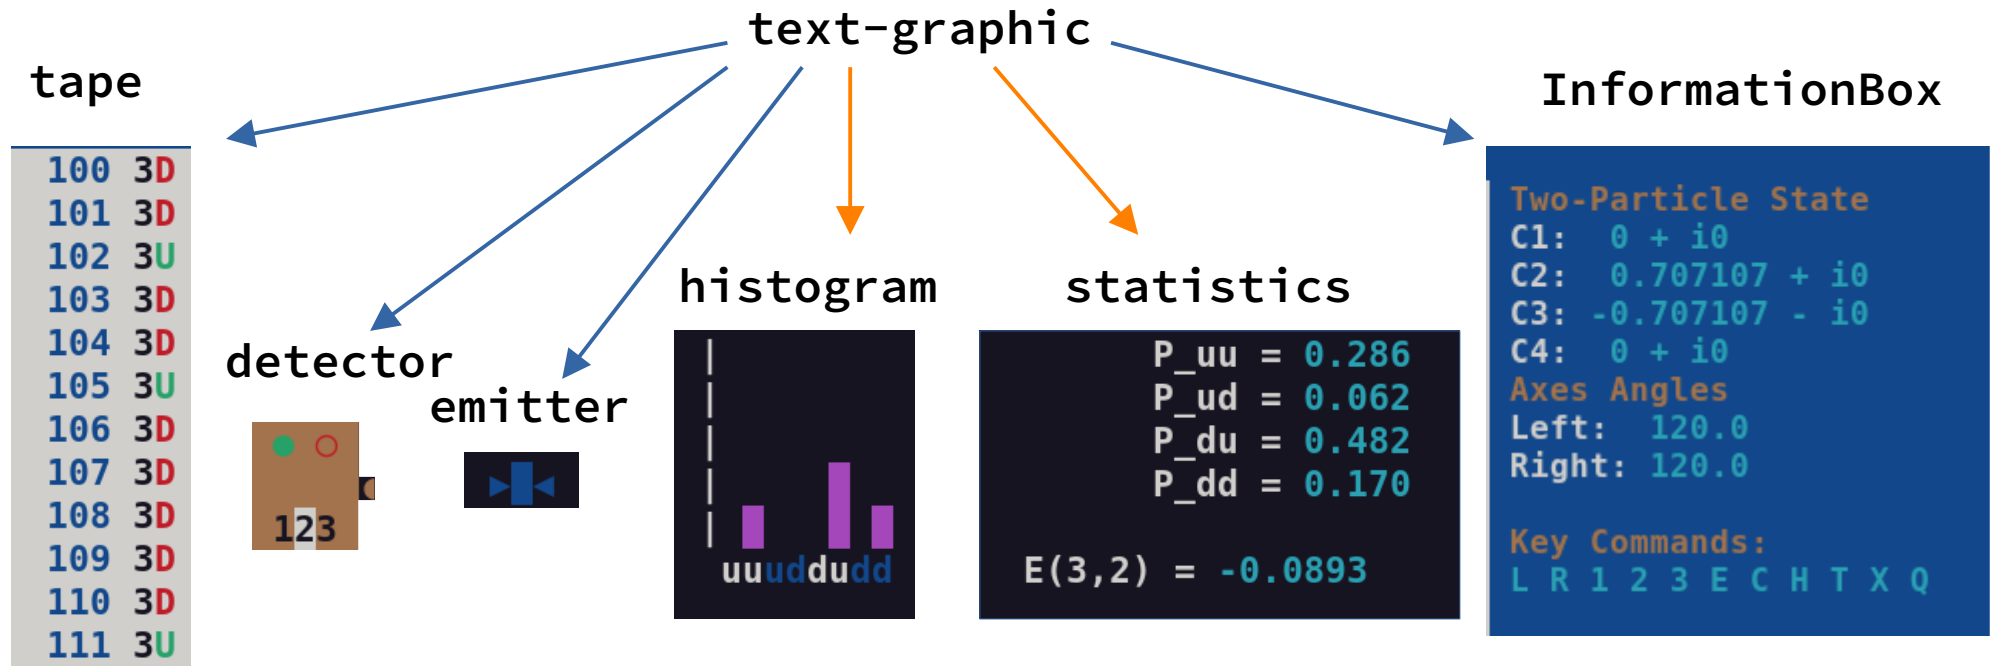 text-graphic
tape
InformationBox
100 3D
101 3D
102 3U
103 3D
104 3D
105 3U
106 3D
107 3D
108 3D
109 3D
110 3D
111 3U
detector
123
emitter
histogram
|
|
|
|
|
uuudduudd
statistics
P_uu = 0.286
P_ud = 0.062
P_du = 0.482
P_dd = 0.170
E(3,2) = -0.0893
Two-Particle State
C1: 0 + i0
C2: 0.707107 + i0
C3: -0.707107 - i0
C4: 0 + i0
Axes Angles
Left: 120.0
Right: 120.0
Key Commands:
L R 1 2 3 E C H T X Q